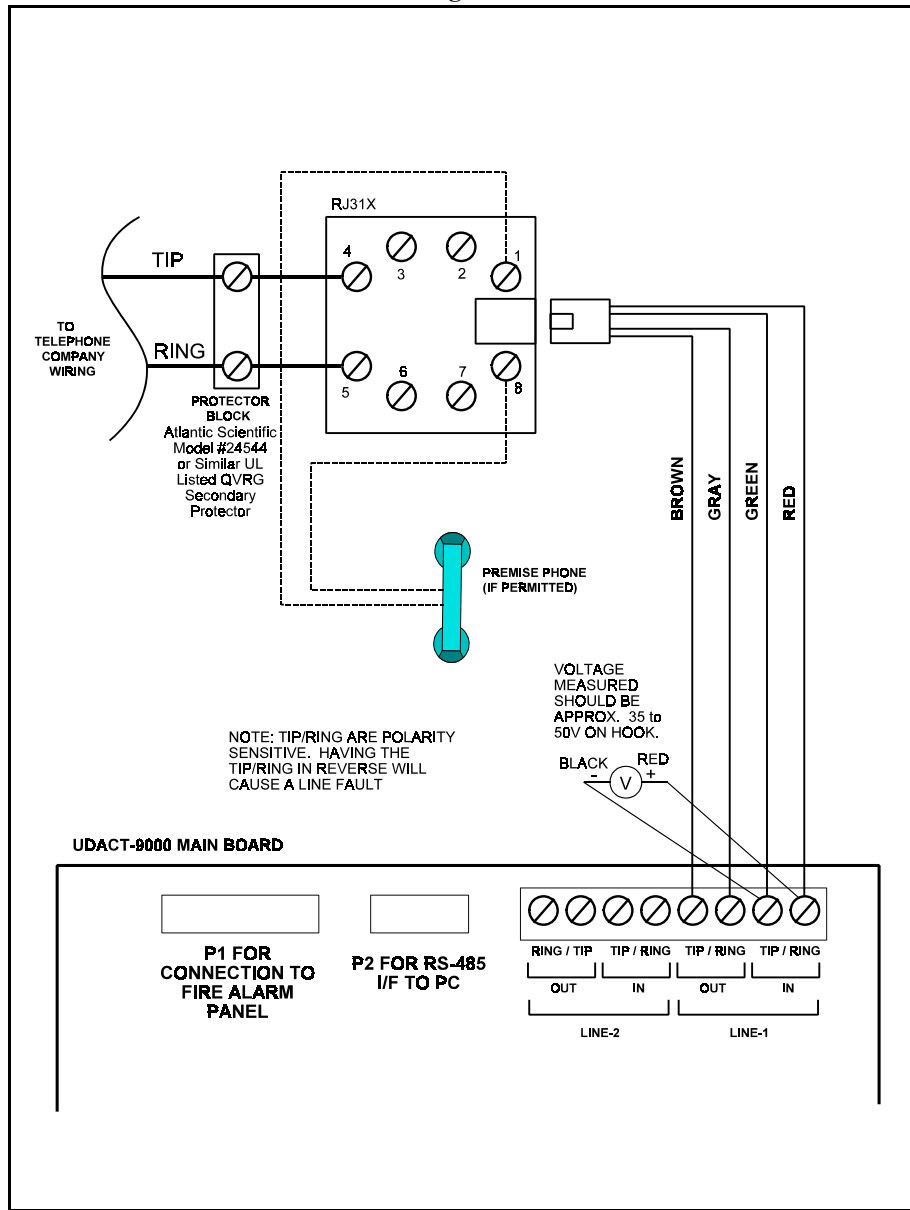 RJ31X
TIP
RING
TO
TELEPHONE
COMPANY
WIRING
4
3
2
1
5
6
7
8
PROTECTOR
BLOCK
Atlantic Scientific
Model #24544
or Similar UL
Listed QVRG
Secondary
Protector
BROWN
GRAY
GREEN
RED
PREMISE PHONE
(IF PERMITTED)
VOLTAGE
MEASURED
SHOULD BE
APPROX. 35 to
50V ON HOOK.
NOTE: TIP/RING ARE POLARITY
SENSITIVE. HAVING THE
TIP/RING IN REVERSE WILL
CAUSE A LINE FAULT
BLACK RED
- V +
UDACT-9000 MAIN BOARD
P1 FOR
CONNECTION TO
FIRE ALARM
PANEL
P2 FOR RS-485
I/F TO PC
RING / TIP TIP / RING TIP / RING TIP / RING
OUT IN OUT IN
LINE-2 LINE-1